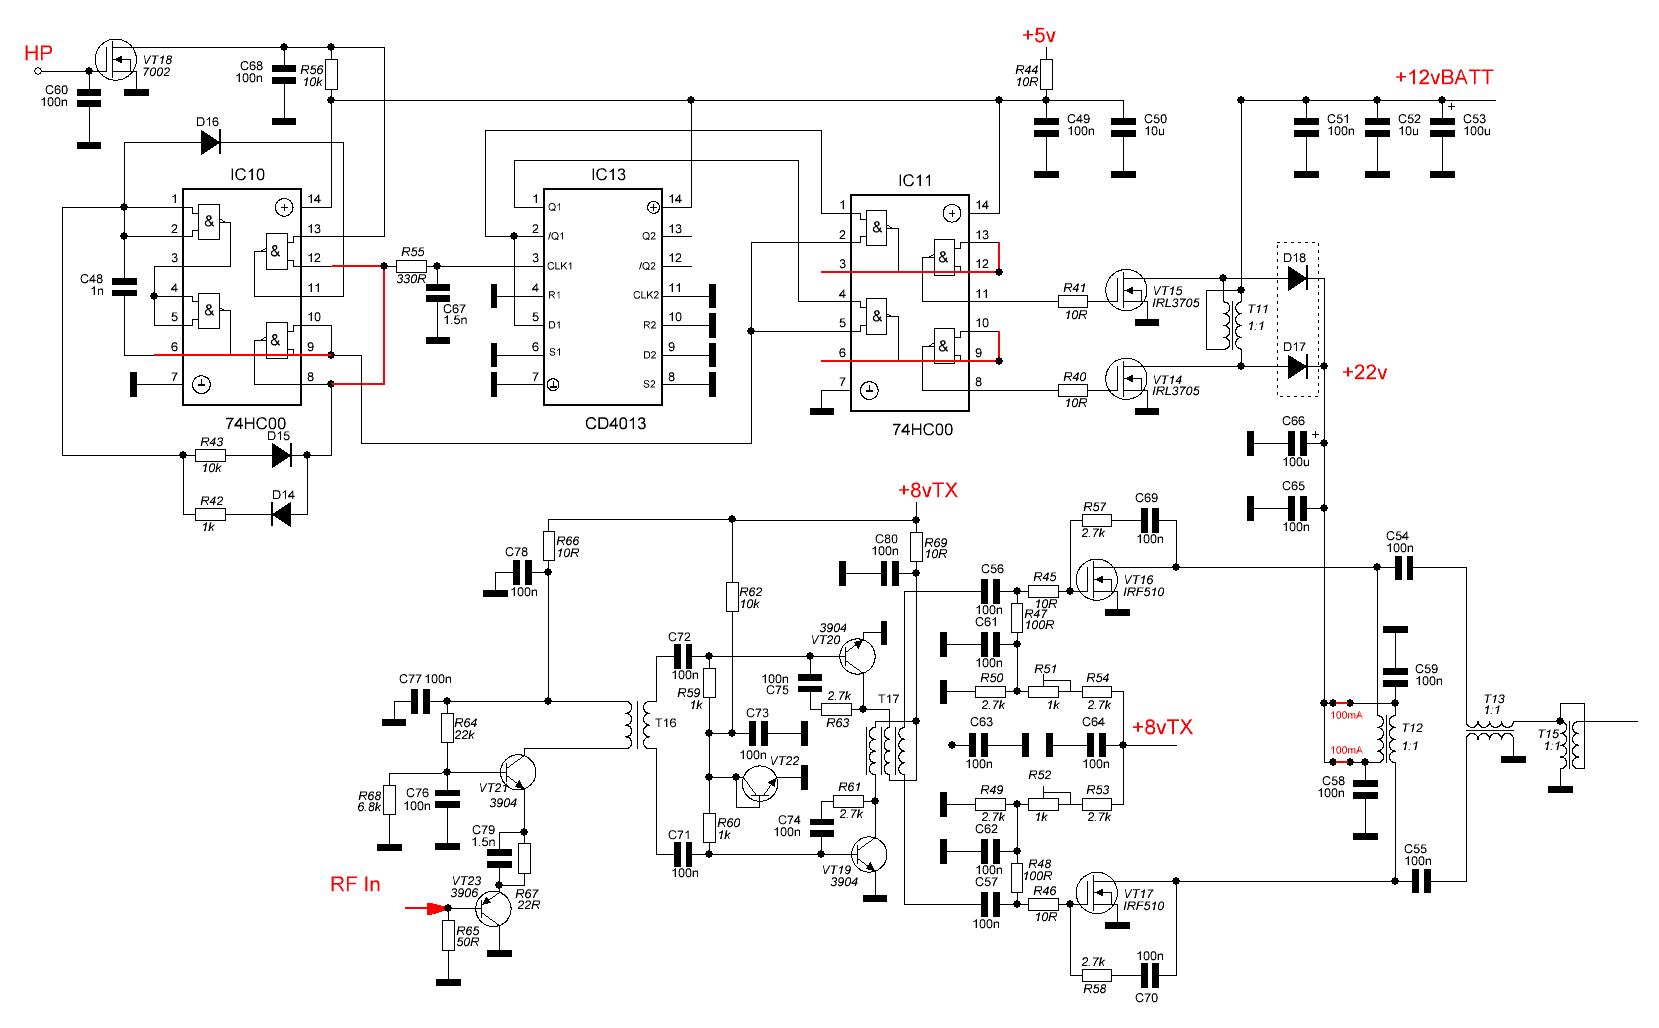 +5v
HP
VT18
7002
C60
100n
C68
100n
R56
10k
R44
10R
+12vBATT
C49
100n
C50
10u
C51
100n
C52
10u
+
C53
100u
D16
IC10
1
2
3
4
5
6
7
14
13
12
11
10
9
8
&
&
&
&
74HC00
C48
1n
R55
330R
C67
1.5n
IC13
1
2
3
4
5
6
7
Q1
/Q1
CLK1
R1
D1
S1
14
13
12
11
10
9
8
Q2
/Q2
CLK2
R2
D2
S2
CD4013
IC11
1
2
3
4
5
6
7
14
13
12
11
10
9
8
&
&
&
&
74HC00
R41
10R
VT15
IRL3705
R40
10R
VT14
IRL3705
D18
T11
1:1
D17
+22v
C66
+
100u
C65
100n
R43
10k
D15
R42
1k
D14
+8vTX
C78
100n
R66
10R
R62
10k
C80
100n
R69
10R
3904
VT20
C72
100n
R59
1k
100n
C75
2.7k
R63
T17
C77 100n
R64
22k
T16
C73
100n
VT22
R61
2.7k
R60
1k
C74
100n
C71
100n
VT19
3904
R68
6.8k
C76
100n
VT21
3904
C79
1.5n
RF In
VT23
3906
R67
22R
R65
50R
R57
2.7k
C69
100n
C56
100n
R45
10R
VT16
IRF510
R47
100R
C61
100n
R50
2.7k
R51
1k
R54
2.7k
C63
100n
C64
100n
+8vTX
R49
2.7k
R52
1k
R53
2.7k
C62
100n
R48
100R
C57
100n
R46
10R
VT17
IRF510
2.7k
R58
100n
C70
C54
100n
C59
100n
100mA
100mA
T12
1:1
C58
100n
T13
1:1
T15
1:1
C55
100n